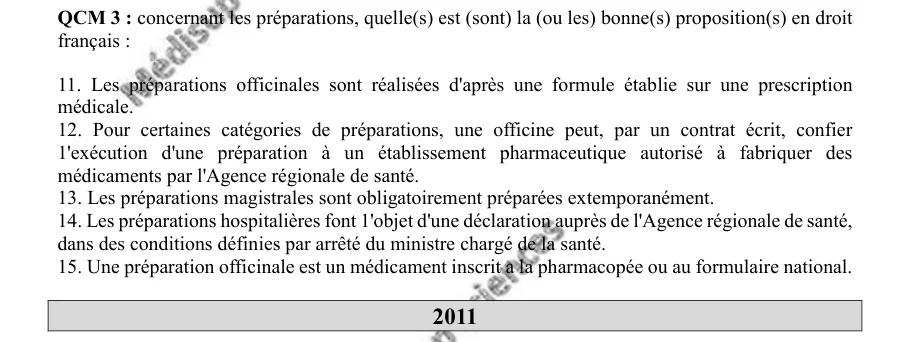 QCM 3 : concernant les préparations, quelle(s) est (sont) la (ou les) bonne(s) proposition(s) en droit
français :
11. Les préparations officinales sont réalisées d'après une formule établie sur une prescription
médicale.
12. Pour certaines catégories de préparations, une officine peut, par un contrat écrit, confier
1'exécution d'une préparation à un établissement pharmaceutique autorisé à fabriquer des
médicaments par l'Agence régionale de santé.
13. Les préparations magistrales sont obligatoirement préparées extemporanément.
14. Les préparations hospitalières font 1'objet d'une déclaration auprès de l'Agence régionale de santé,
dans des conditions définies par arrêté du ministre chargé de la santé.
15. Une préparation officinale est un médicament inscrit a la pharmacopée ou au formulaire national.
2011